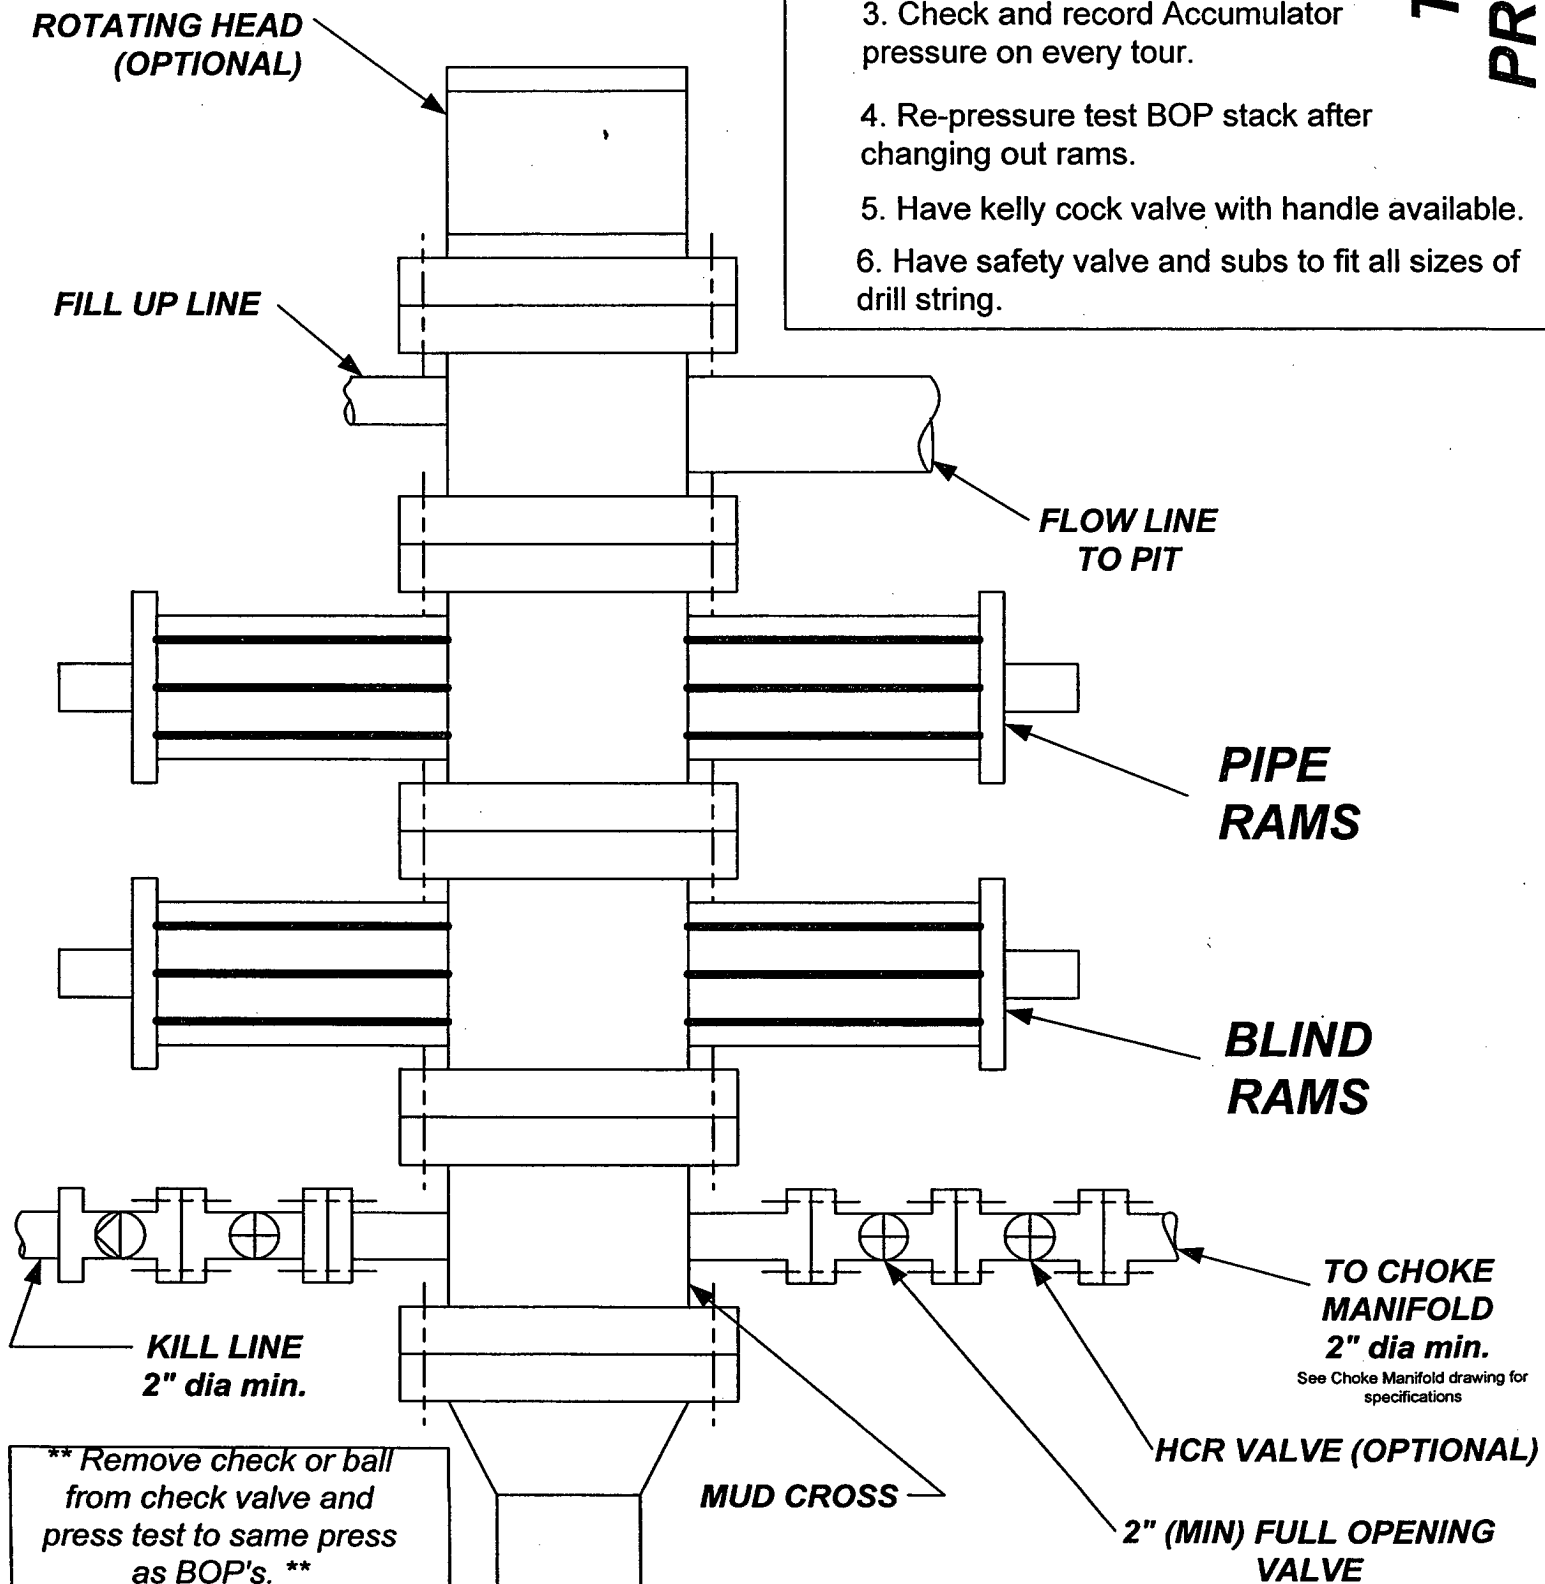 ROTATING HEAD
(OPTIONAL)
3. Check and record Accumulator
pressure on every tour.
4. Re-pressure test BOP stack after
changing out rams.
5. Have kelly cock valve with handle available.
6. Have safety valve and subs to fit all sizes of
drill string.
FILL UP LINE
FLOW LINE
TO PIT
PIPE
RAMS
BLIND
RAMS
KILL LINE
2" dia min.
TO CHOKE
MANIFOLD
2" dia min.
See Choke Manifold drawing for
specifications
HCR VALVE (OPTIONAL)
MUD CROSS
2" (MIN) FULL OPENING
VALVE
** Remove check or ball
from check valve and
press test to same press
as BOP's. **